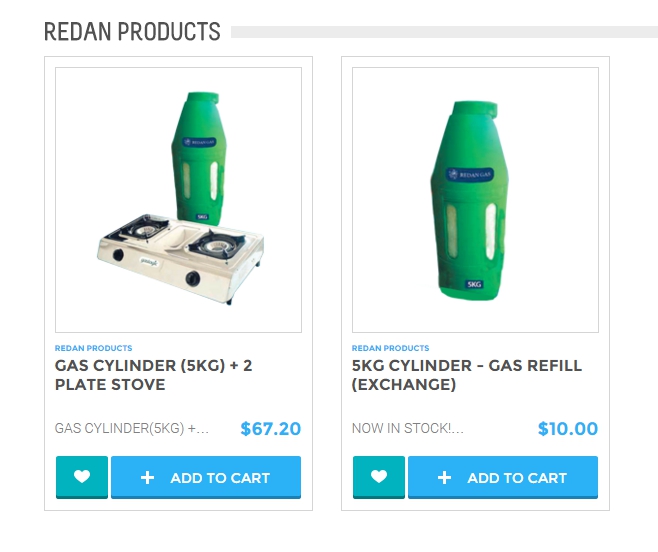 REDAN PRODUCTS
REDAN GAS
5KG
REDAN PRODUCTS
GAS CYLINDER (5KG) + 2
PLATE STOVE
GAS CYLINDER(5KG) +...
$67.20
+ ADD TO CART
REDAN GAS
5KG
REDAN PRODUCTS
5KG CYLINDER - GAS REFILL
(EXCHANGE)
NOW IN STOCK!...
$10.00
+ ADD TO CART